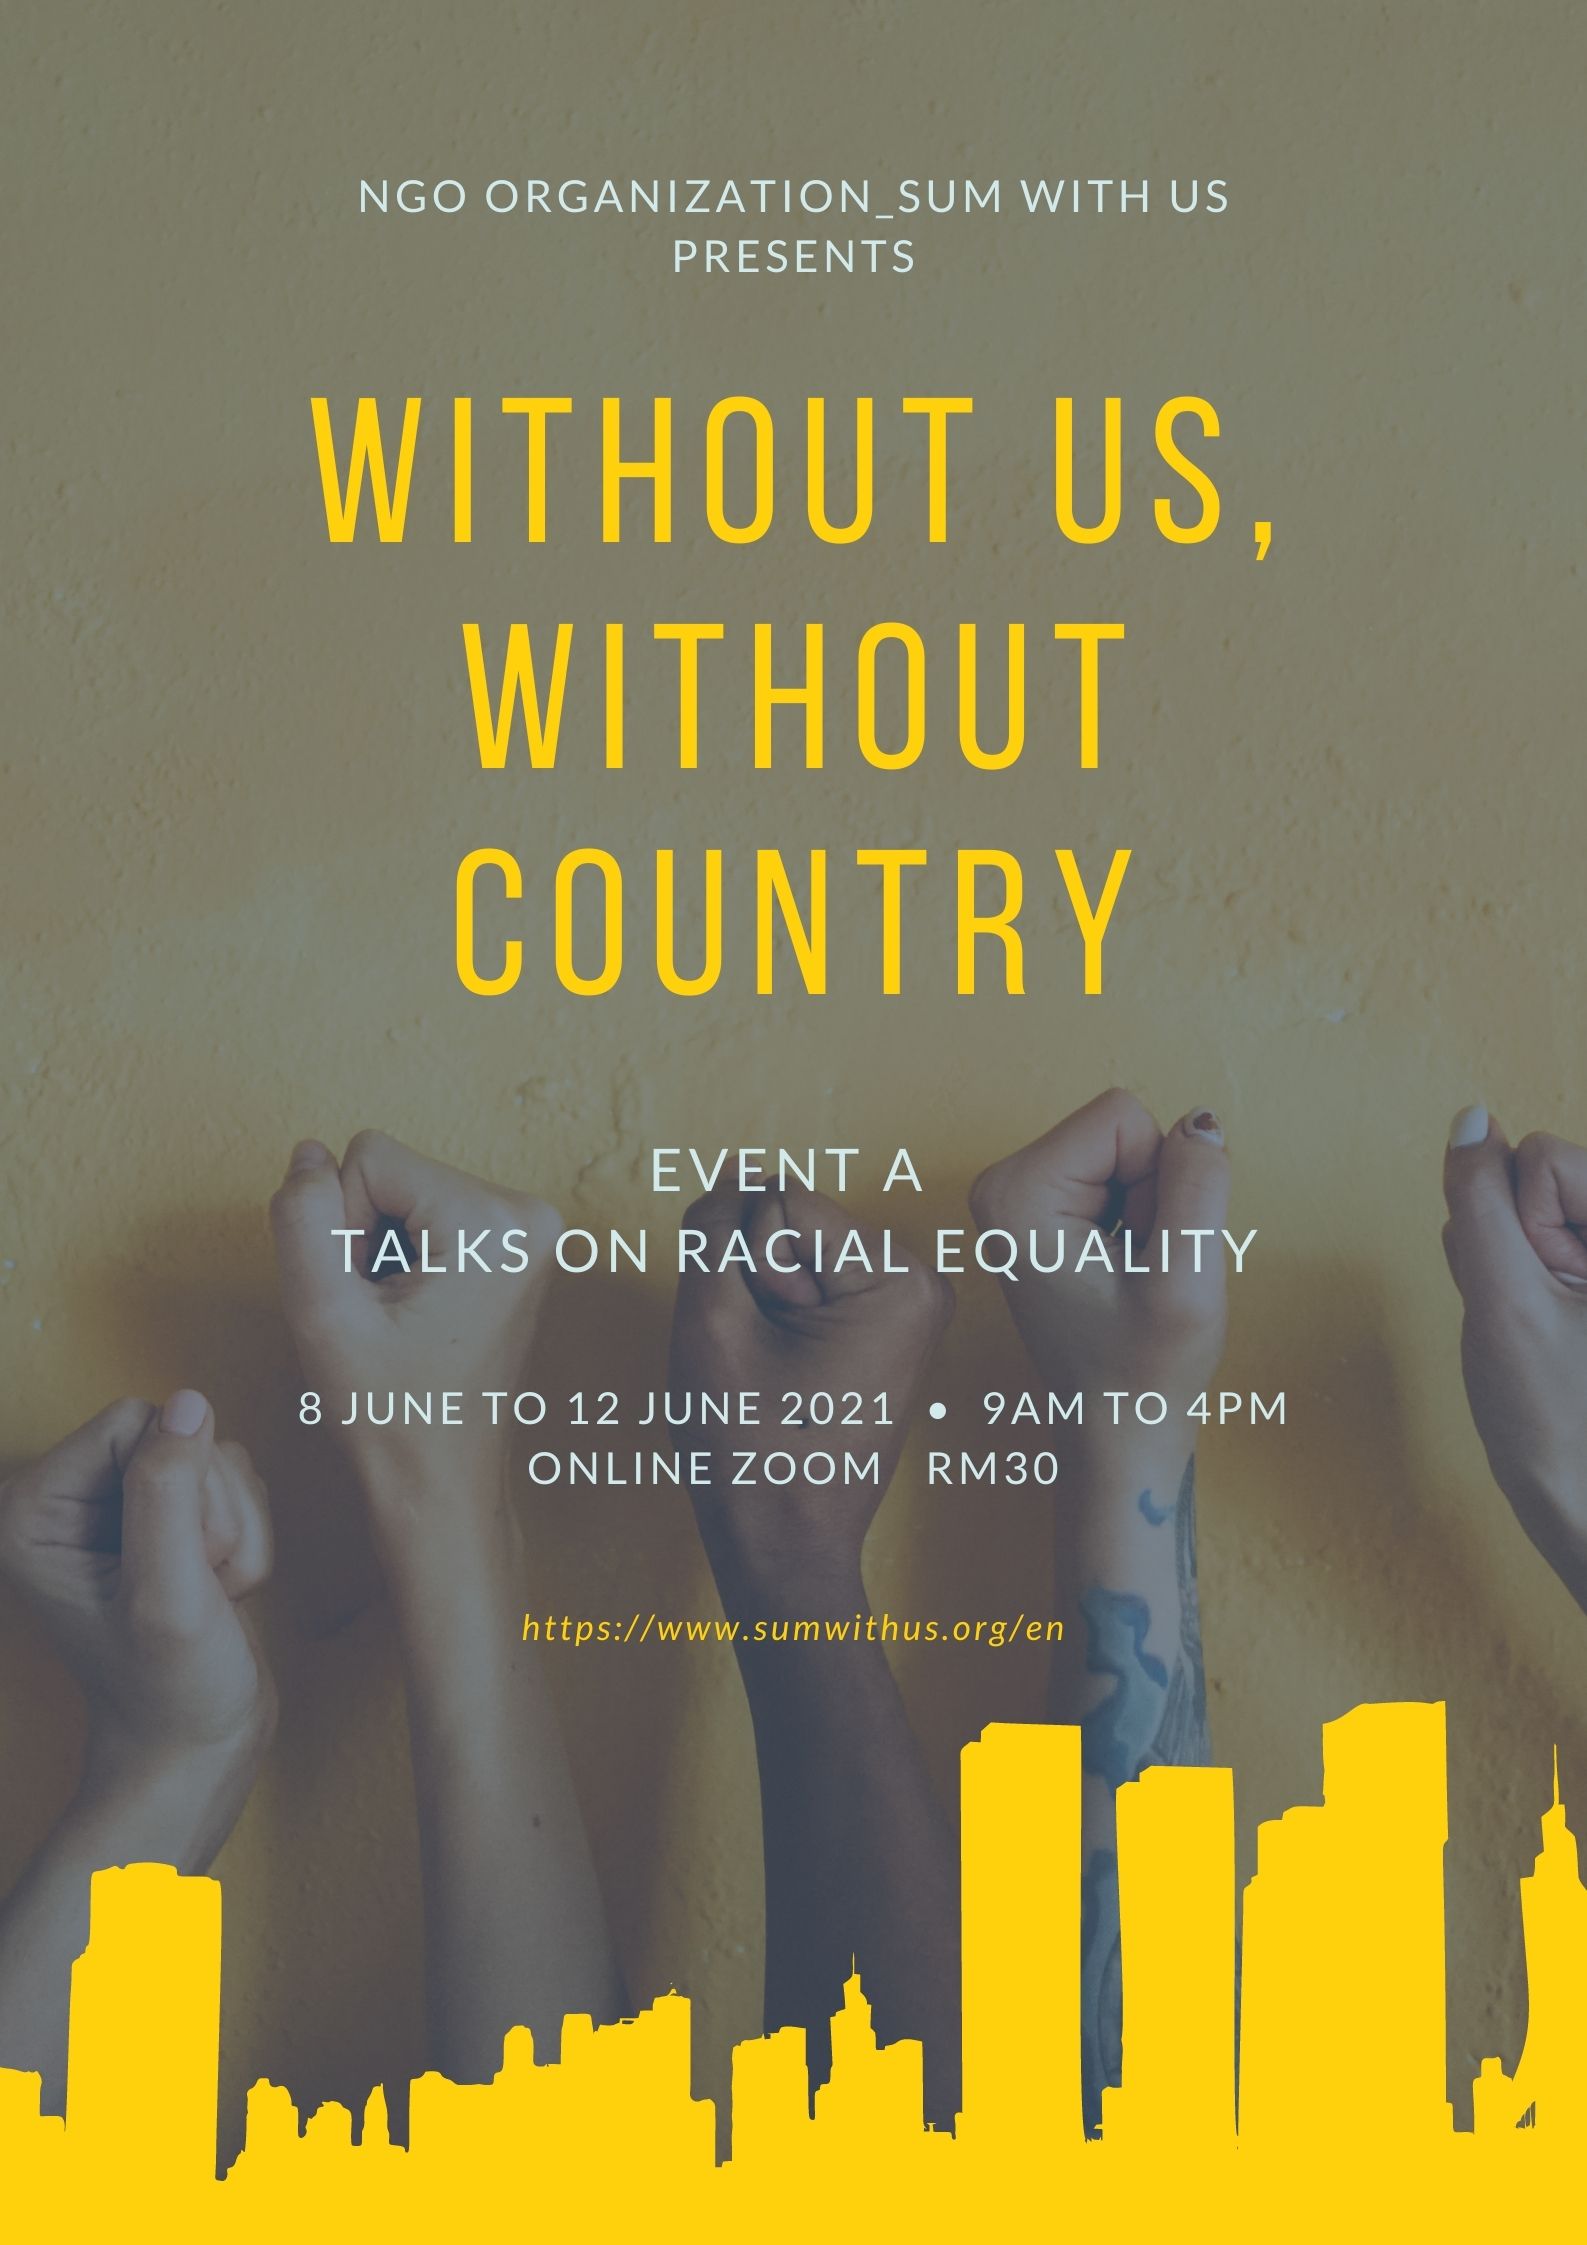 NGO ORGANIZATION_SUM WITH US
PRESENTS
WITHOUT US,
WITHOUT
COUNTRY
EVENT A
TALKS ON RACIAL EQUALITY
8 JUNE TO 12 JUNE 2021 • 9AM TO 4PM
ONLINE ZOOM RM30
https://www.sumwithus.org/en